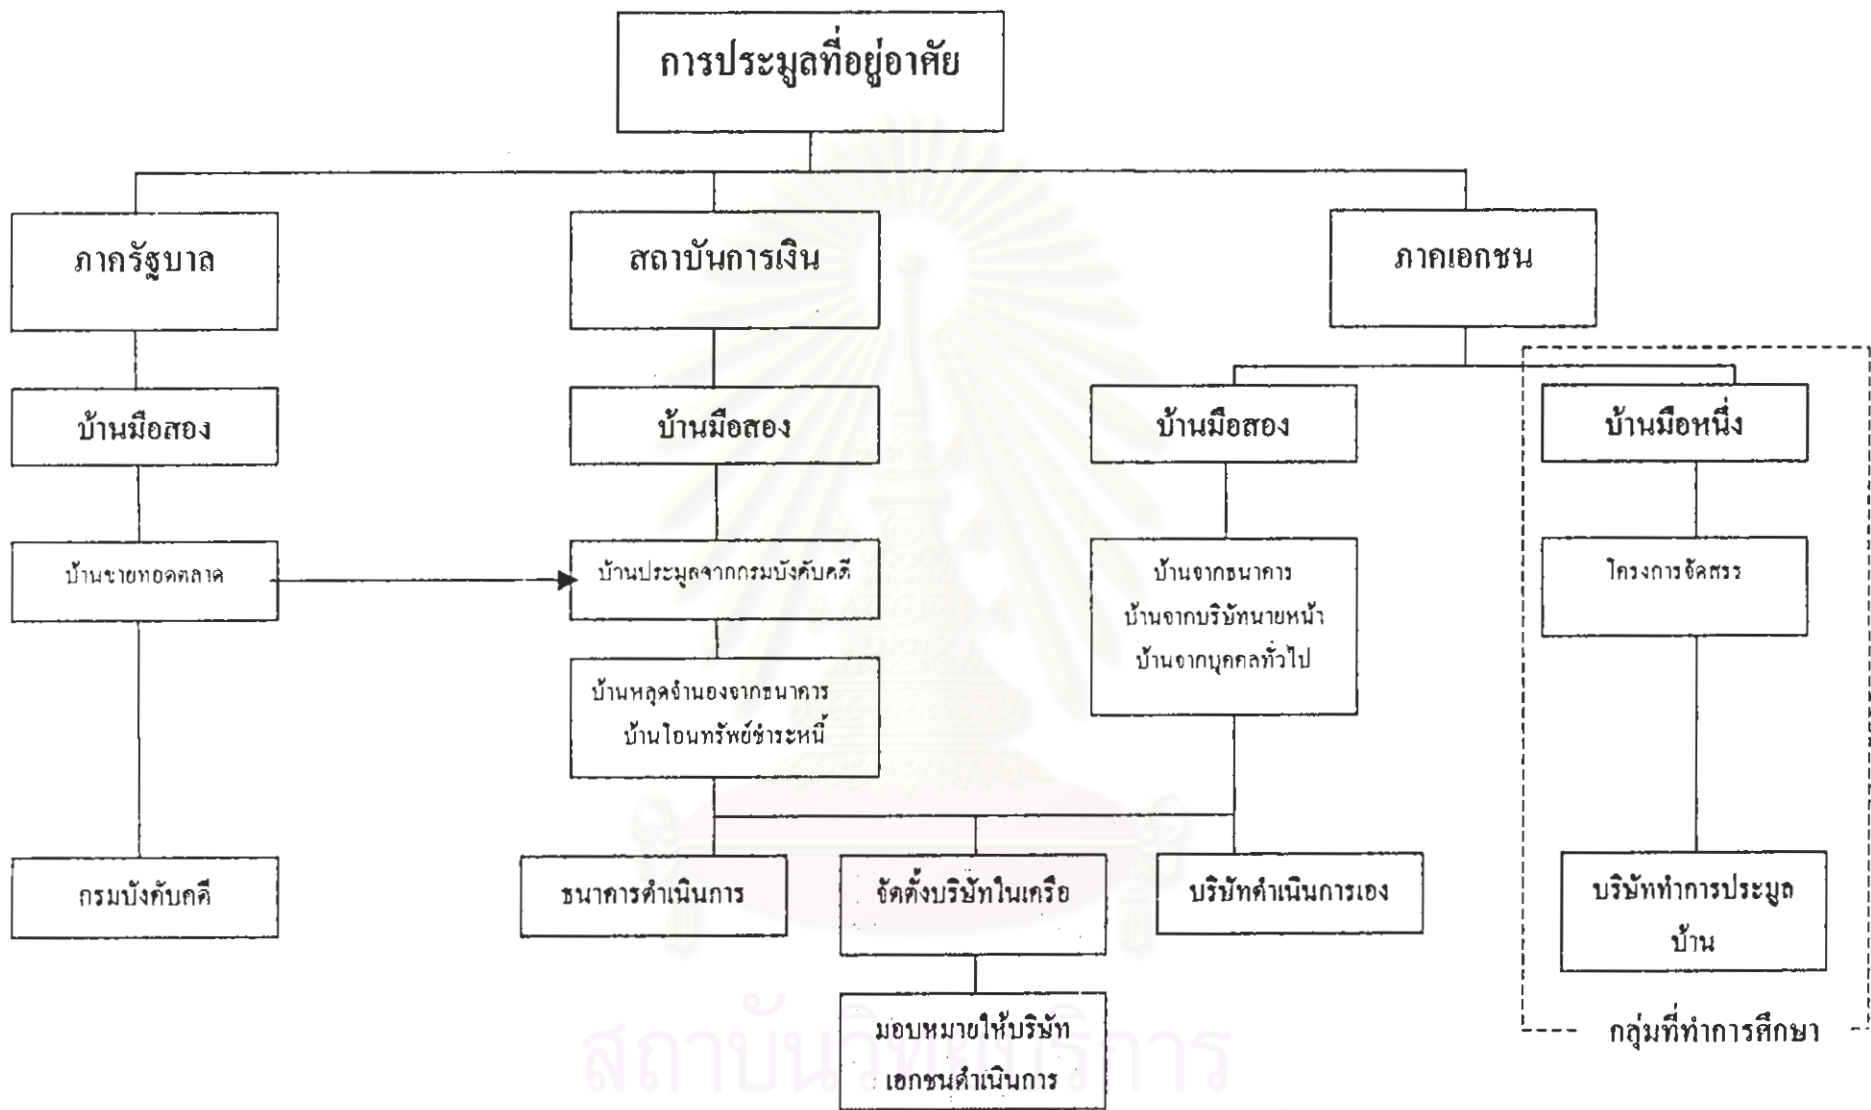 การประมูลที่อยู่อาศัย
ภาครัฐบาล
สถาบันการเงิน
ภาคเอกชน
บ้านมือสอง
บ้านมือสอง
บ้านมือสอง
บ้านมือหนึ่ง
บ้านขายทอดตลาด
บ้านประมูลจากกรมบังคับคดี
บ้านจากธนาคาร
บ้านจากบริษัทนายหน้า
บ้านจากบุคคลทั่วไป
โครงการจัดสรร
บ้านหลุดจำนองจากธนาคาร
บ้านโอนทรัพย์ชำระหนี้
กรมบังคับคดี
ธนาคารดำเนินการ
จัดตั้งบริษัทในเครือ
บริษัทดำเนินการเอง
บริษัททำการประมูล
บ้าน
มอบหมายให้บริษัท
เอกชนดำเนินการ
กลุ่มที่ทำการศึกษา
สถาบันวิทยบริการ